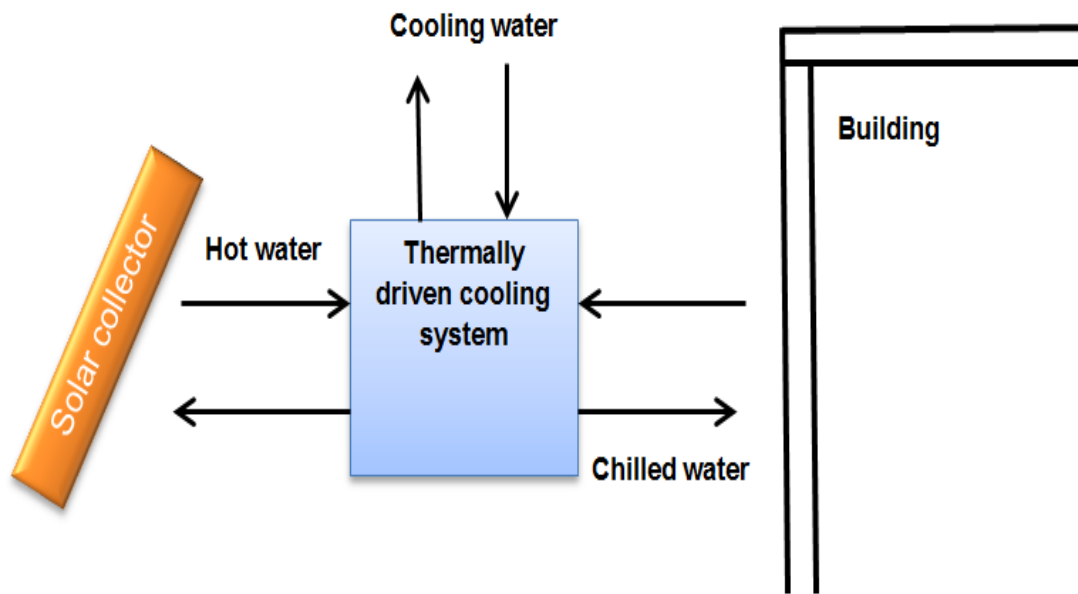 Cooling water
Building
Solar collector
Hot water
Thermally
driven cooling
system
Chilled water